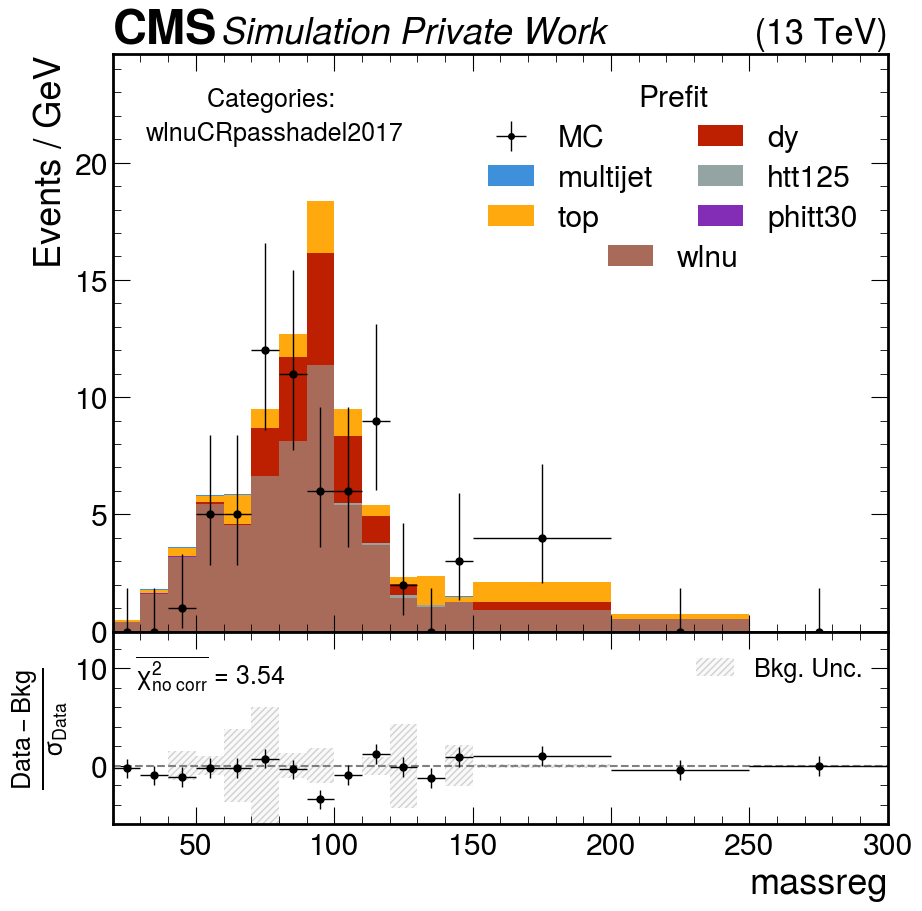 CMS Simulation Private Work (13 TeV)
Events / GeV
Categories:
wlnuCRpasshadel2017
Prefit
MC dy
multijet htt125
top phitt30
wlnu
20
15
10
5
0
Data – Bkg
σData
χ²no corr = 3.54
Bkg. Unc.
10
0
50 100 150 200 250 300
massreg